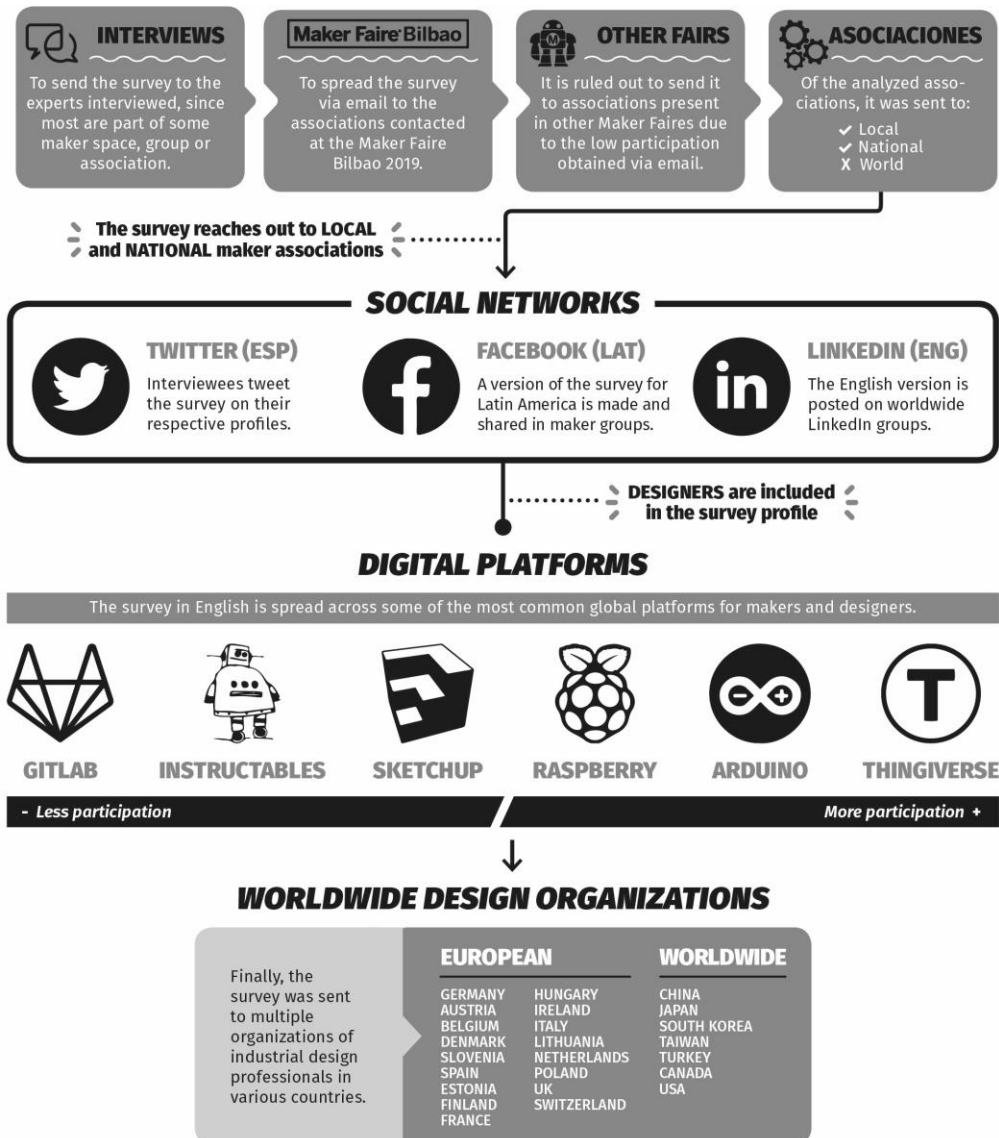 INTERVIEWS
To send the survey to the
experts interviewed, since
most are part of some
maker space, group or
association.
Maker Faire Bilbao
To spread the survey
via email to the
associations contacted
at the Maker Faire
Bilbao 2019.
M
OTHER FAIRS
It is ruled out to send it
to associations present
in other Maker Faires due
to the low participation
obtained via email.
ASOCIACIONES
Of the analyzed asso-
ciations, it was sent to:
✓ Local
✓ National
X World
The survey reaches out to LOCAL
and NATIONAL maker associations
SOCIAL NETWORKS
TWITTER (ESP)
Interviewees tweet
the survey on their
respective profiles.
f
FACEBOOK (LAT)
A version of the survey for
Latin America is made and
shared in maker groups.
in
LINKEDIN (ENG)
The English version is
posted on worldwide
LinkedIn groups.
DESIGNERS are included
in the survey profile
DIGITAL PLATFORMS
The survey in English is spread across some of the most common global platforms for makers and designers.
T
GITLAB
INSTRUCTABLES
SKETCHUP
RASPBERRY
ARDUINO
THINGIVERSE
- Less participation
More participation +
WORLDWIDE DESIGN ORGANIZATIONS
Finally, the
survey was sent
to multiple
organizations of
industrial design
professionals in
various countries.
EUROPEAN
GERMANY
AUSTRIA
BELGIUM
DENMARK
SLOVENIA
SPAIN
ESTONIA
FINLAND
FRANCE
HUNGARY
IRELAND
ITALY
LITHUANIA
NETHERLANDS
POLAND
UK
SWITZERLAND
WORLDWIDE
CHINA
JAPAN
SOUTH KOREA
TAIWAN
TURKEY
CANADA
USA